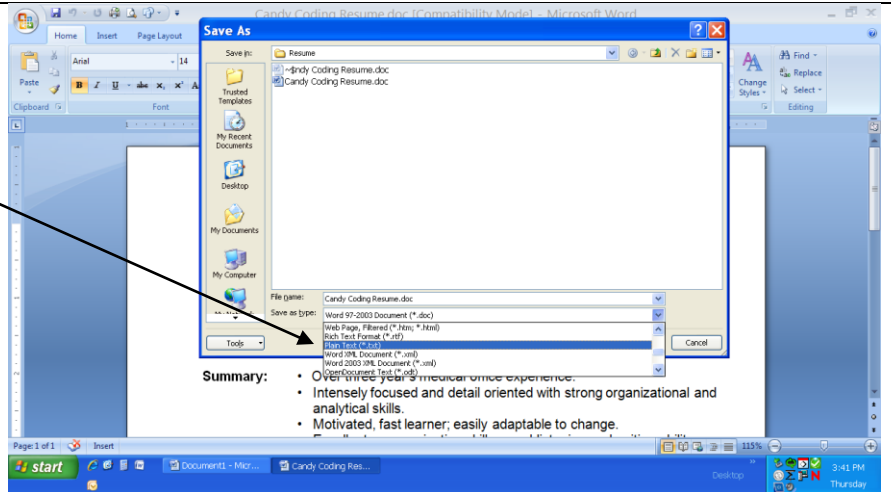 Candy Coding Resume.doc [Compatibility Mode] - Microsoft Word
Home Insert Page Layout
Save As
Save in: Resume
~$ndy Coding Resume.doc
Candy Coding Resume.doc
Trusted Templates
My Recent Documents
Desktop
My Documents
My Computer
File name: Candy Coding Resume.doc
Save as type: Word 97-2003 Document (*.doc)
Web Page, Filtered (*.htm; *.html)
Rich Text Format (*.rtf)
Plain Text (*.txt)
Word XML Document (*.xml)
Word 2003 XML Document (*.xml)
OpenDocument Text (*.odt)
Tools Cancel
Paste
Clipboard
Arial 14
B I U abc x₂ x² A
Font
Change Styles
Find
Replace
Select
Editing
Summary: • Over three year's medical office experience.
• Intensely focused and detail oriented with strong organizational and
analytical skills.
• Motivated, fast learner; easily adaptable to change.
Page: 1 of 1 Insert 115%
start Document1 - Micr... Candy Coding Res... Desktop 3:41 PM
Thursday